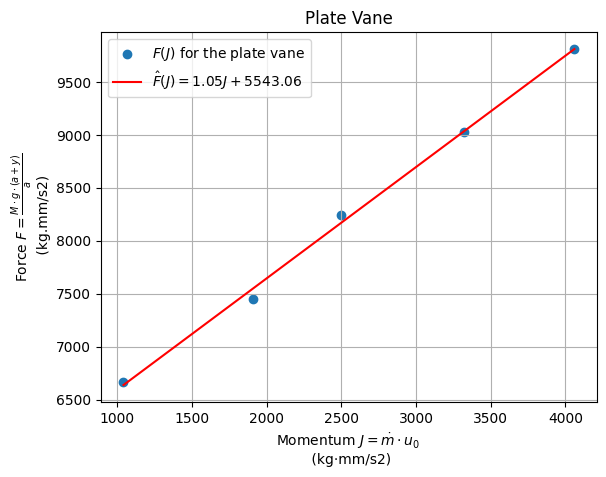 Plate Vane
F(J) for the plate vane
F̂(J) = 1.05J + 5543.06
9500
9000
8500
8000
7500
7000
6500
Force F = M · g · (a + y) / a
(kg.mm/s2)
1000 1500 2000 2500 3000 3500 4000
Momentum J = ṁ · u₀
(kg·mm/s2)